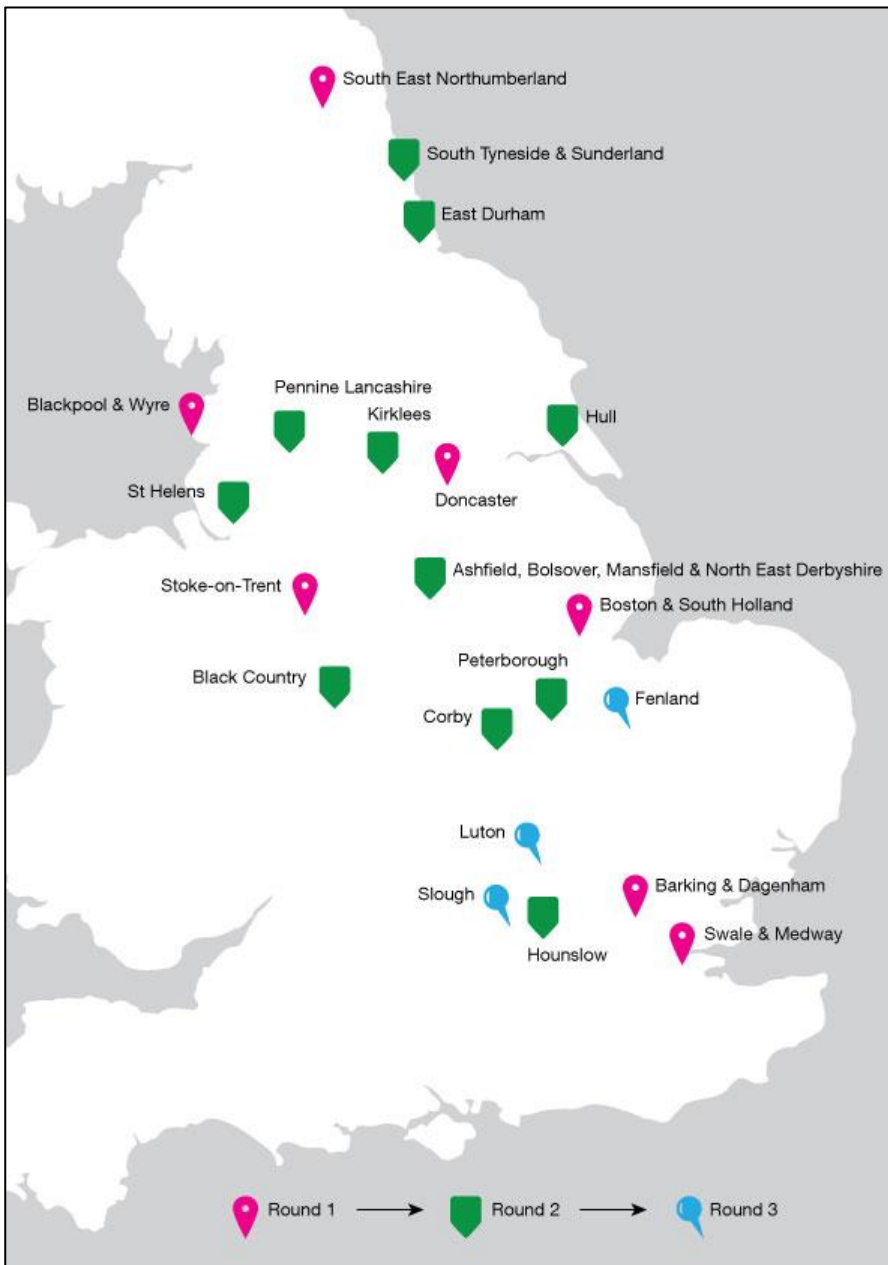 South East Northumberland
South Tyneside & Sunderland
East Durham
Pennine Lancashire
Blackpool & Wyre
Kirklees
Hull
St Helens
Doncaster
Ashfield, Bolsover, Mansfield & North East Derbyshire
Stoke-on-Trent
Boston & South Holland
Peterborough
Black Country
Fenland
Corby
Luton
Barking & Dagenham
Slough
Swale & Medway
Hounslow
Round 1
Round 2
Round 3